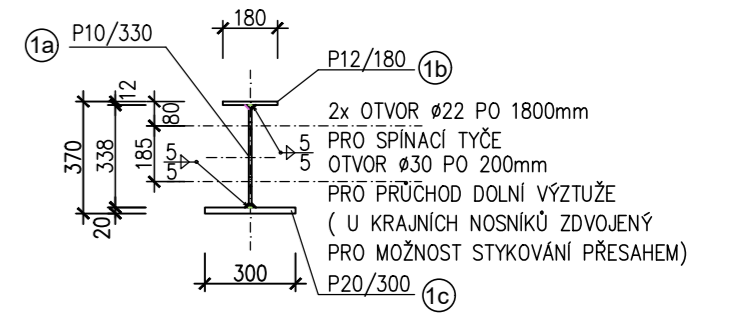 180
1a P10/330
P12/180 1b
12
80
370
338
185
20
5
5
5
5
2x OTVOR ø22 PO 1800mm
PRO SPÍNACÍ TYČE
OTVOR ø30 PO 200mm
PRO PRŮCHOD DOLNÍ VÝZTUŽE
( U KRAJNÍCH NOSNÍKŮ ZDVOJENÝ
PRO MOŽNOST STYKOVÁNÍ PŘESAHEM)
300
P20/300 1c